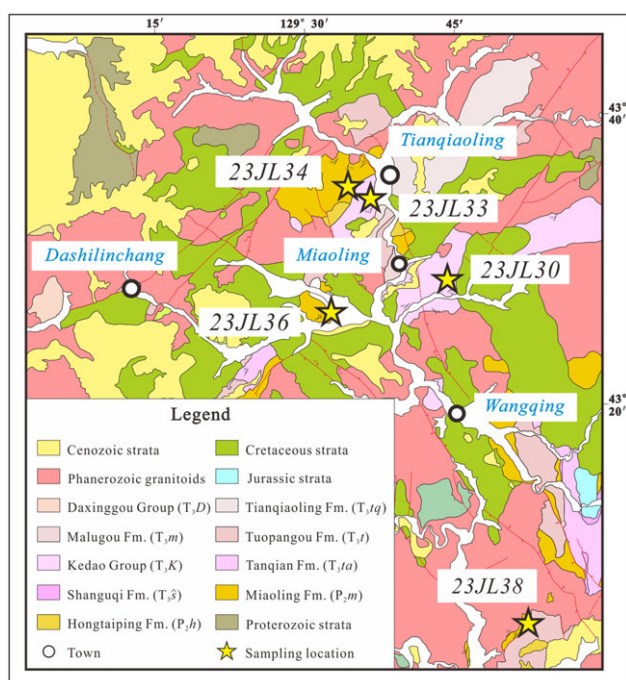 15′ 129° 30′ 45′
43°
40′
Tianqiaoling
23JL34
23JL33
Dashilinchang
Miaoling
23JL30
23JL36
43°
20′
Wangqing
Legend
Cenozoic strata
Cretaceous strata
Phanerozoic granitoids
Jurassic strata
Daxinggou Group (T₃D)
Tianqiaoling Fm. (T₃tq)
Malugou Fm. (T₃m)
Tuopangou Fm. (T₃t)
Kedao Group (T₃K)
Tanqian Fm. (T₃ta)
Shanguqi Fm. (T₃ŝ)
Miaoling Fm. (P₂m)
Hongtaiping Fm. (P₂h)
Proterozoic strata
Town
Sampling location
23JL38